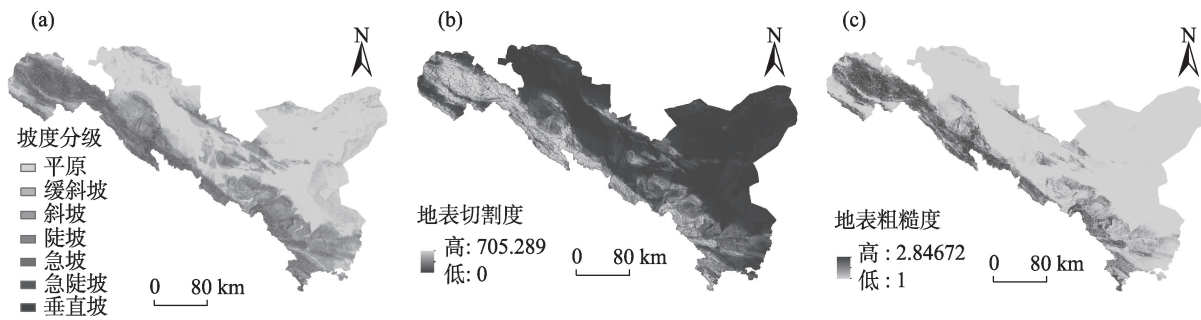 (a)
N
坡度分级
平原
缓斜坡
斜坡
陡坡
急坡
急陡坡
垂直坡
0 80 km
(b)
N
地表切割度
高: 705.289
低: 0
0 80 km
(c)
N
地表粗糙度
高: 2.84672
低: 1
0 80 km